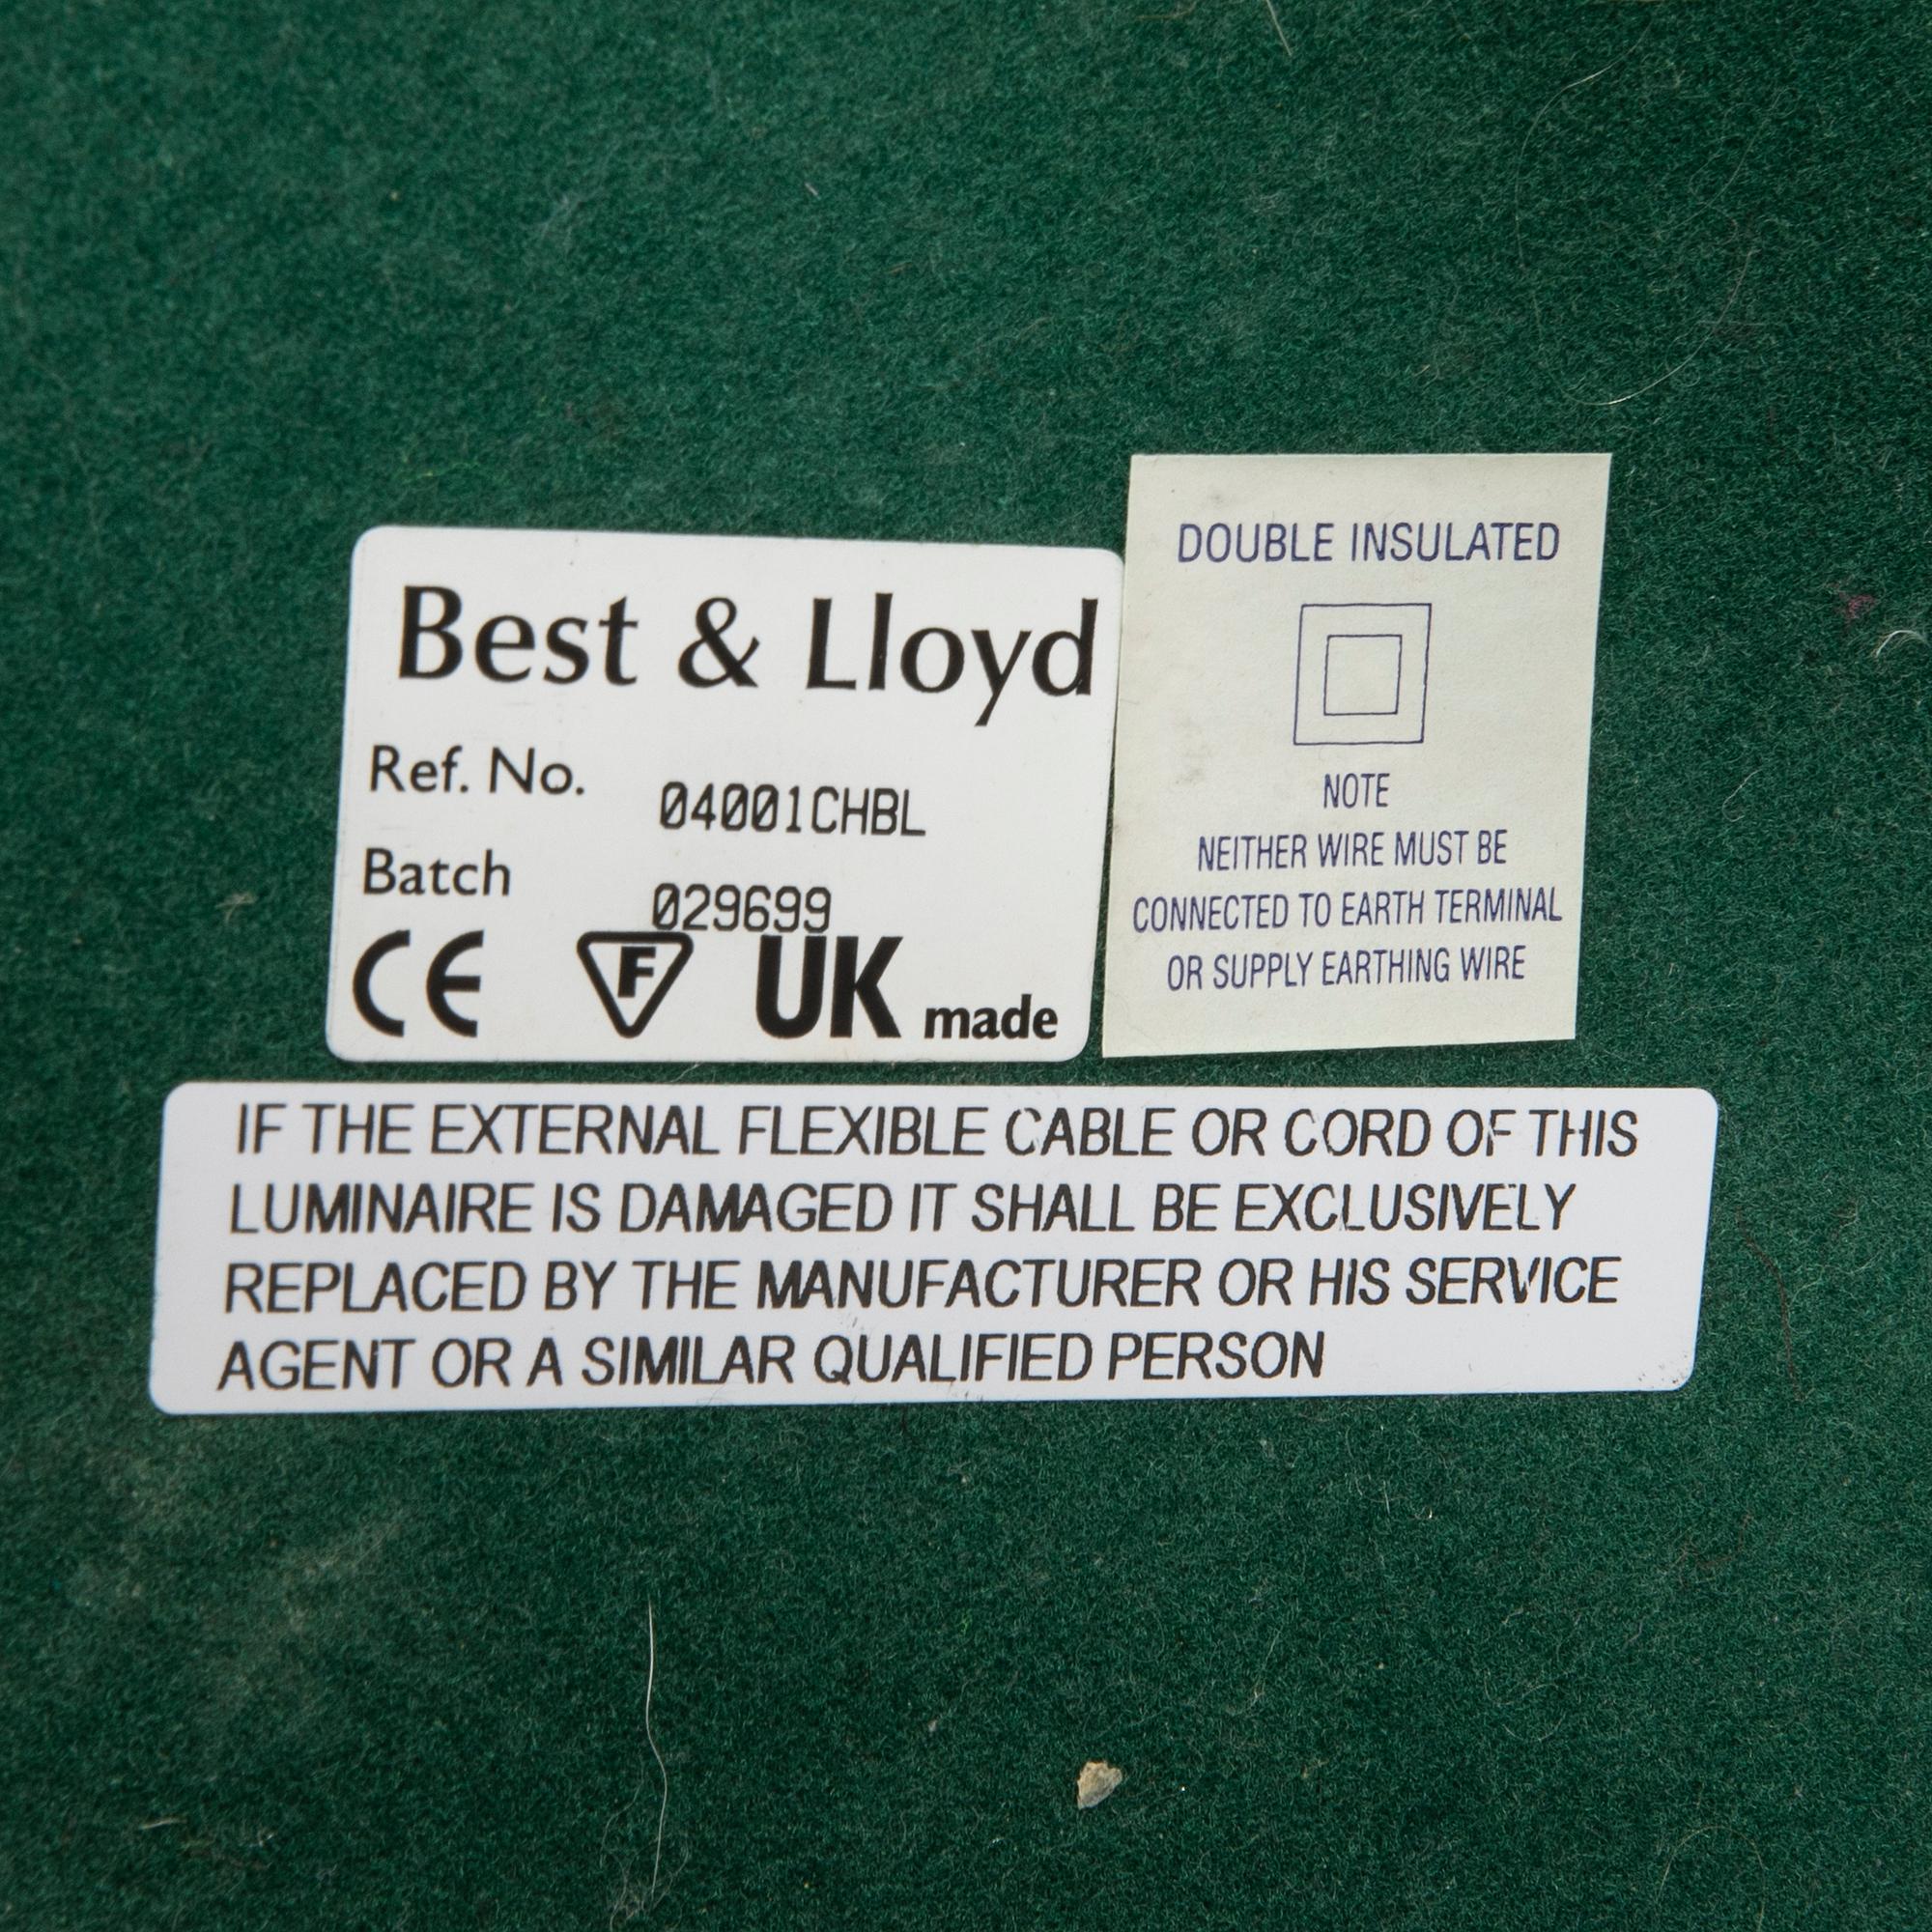 Best & Lloyd
Ref. No. 04001CHBL
Batch 029699
CE F UK made
DOUBLE INSULATED
NOTE
NEITHER WIRE MUST BE
CONNECTED TO EARTH TERMINAL
OR SUPPLY EARTHING WIRE
IF THE EXTERNAL FLEXIBLE CABLE OR CORD OF THIS
LUMINAIRE IS DAMAGED IT SHALL BE EXCLUSIVELY
REPLACED BY THE MANUFACTURER OR HIS SERVICE
AGENT OR A SIMILAR QUALIFIED PERSON